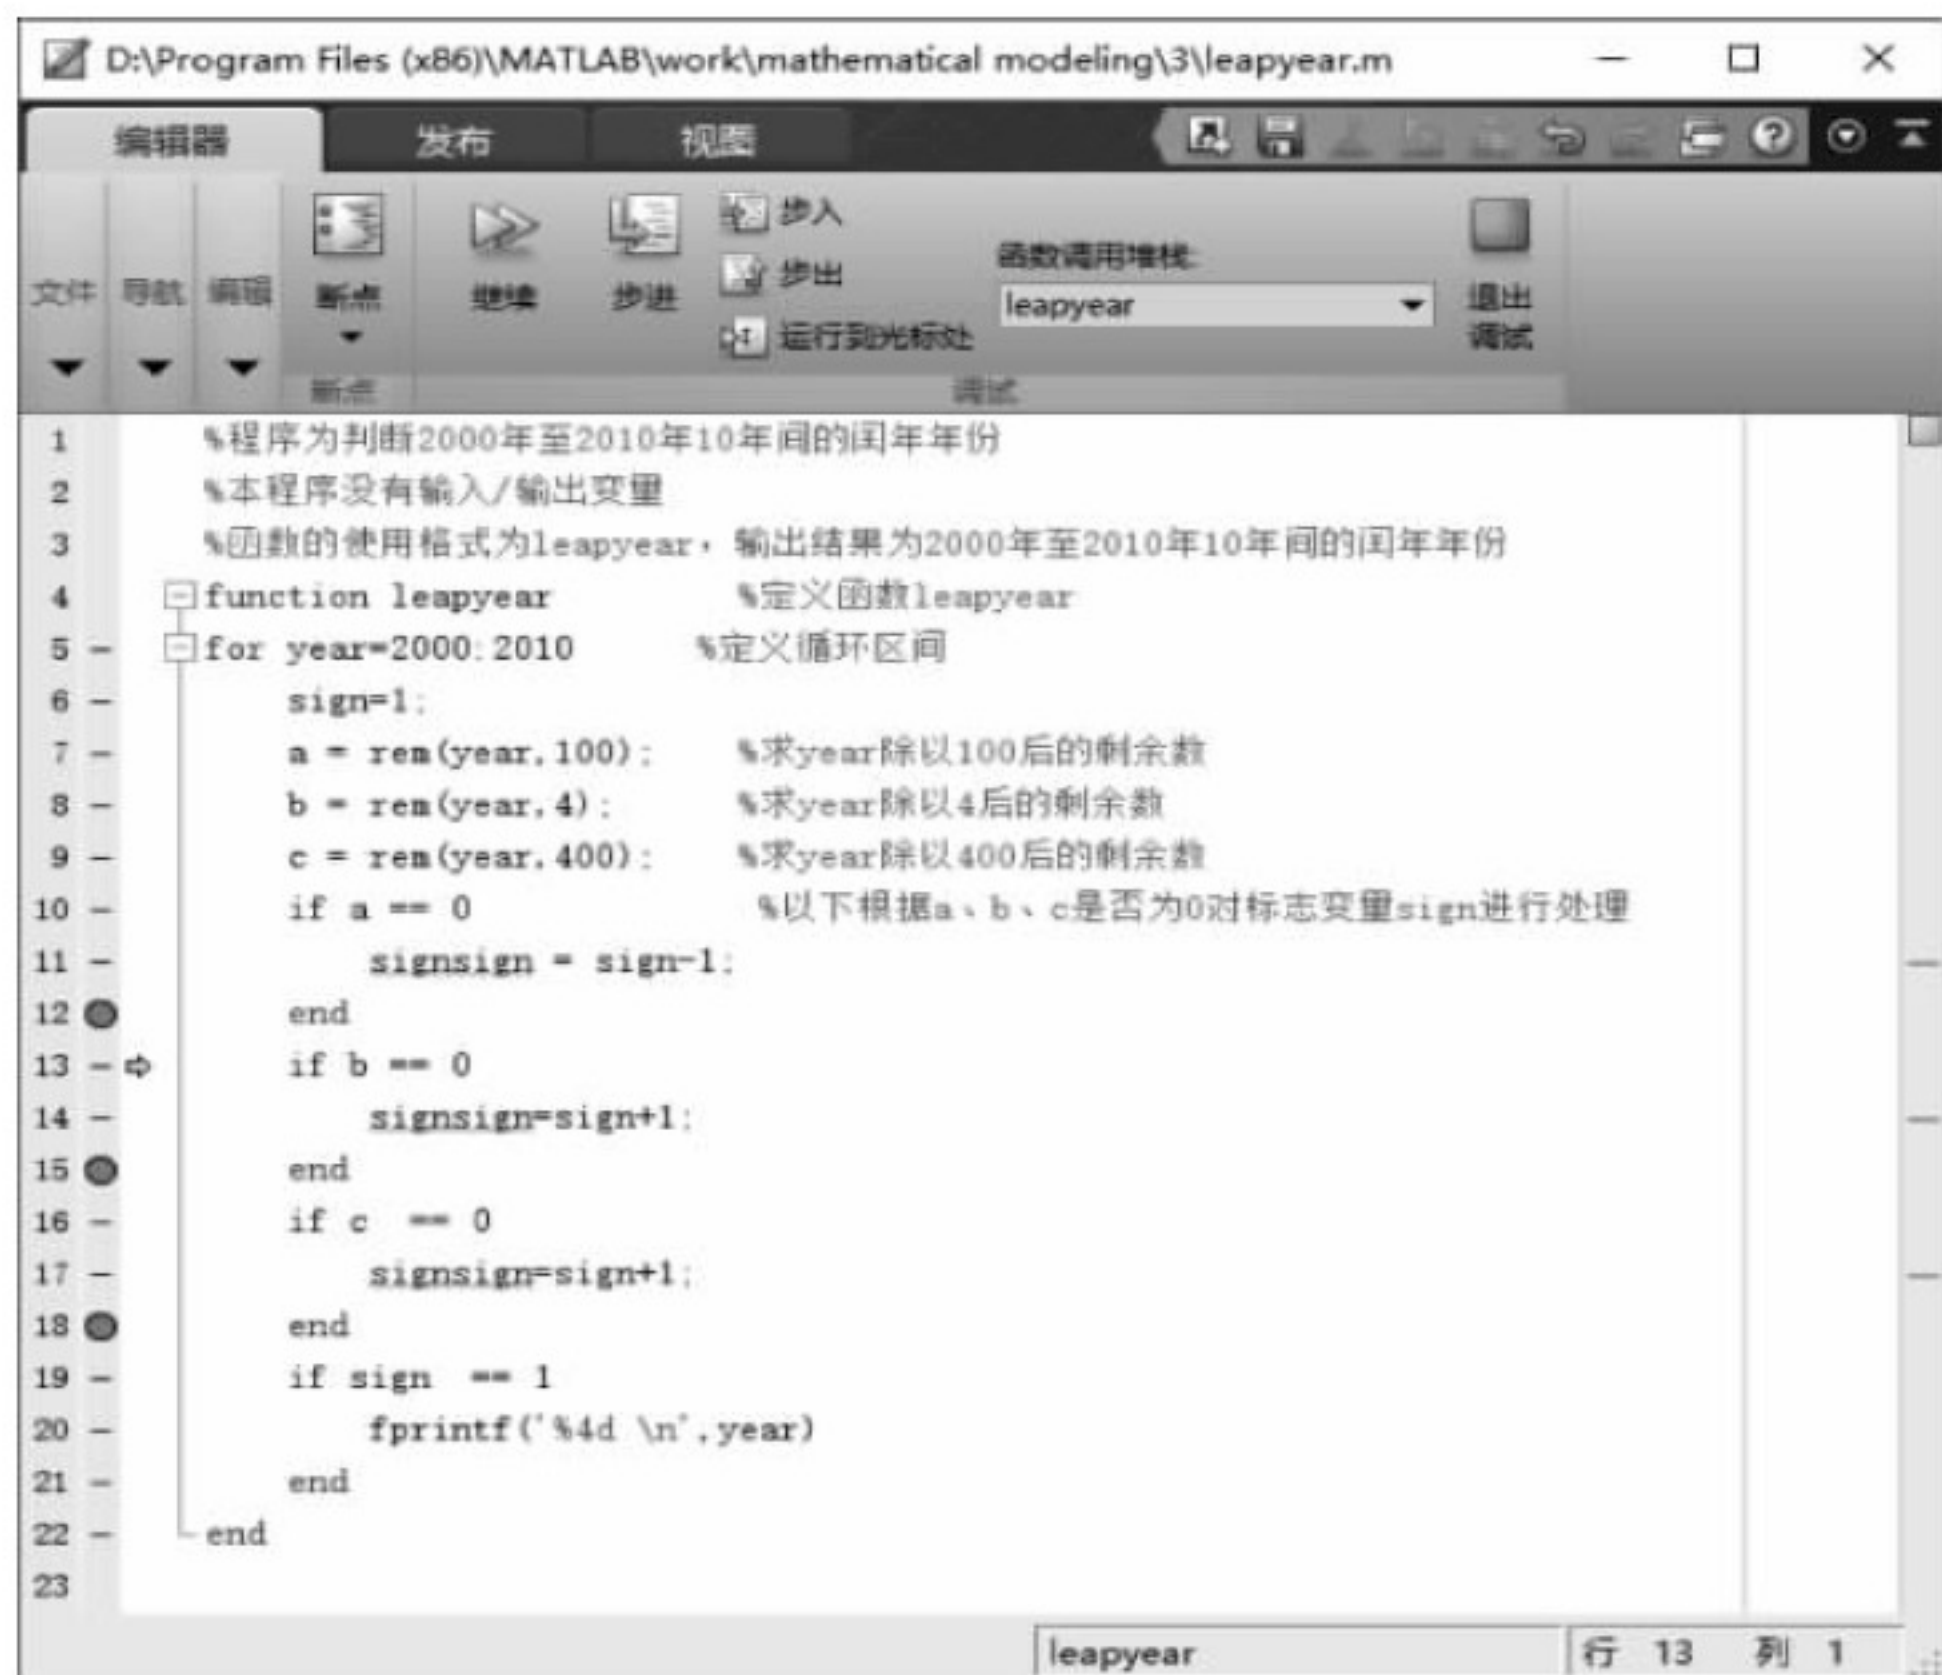 D:\Program Files (x86)\MATLAB\work\mathematical modeling\3\leapyear.m
编辑器 发布 视图
文件 导航 编辑 断点 继续 步进 步入 步出 运行到光标处 函数调用堆栈: leapyear 退出调试
断点 调试
1 %程序为判断2000年至2010年10年间的闰年年份
2 %本程序没有输入/输出变量
3 %函数的使用格式为leapyear,输出结果为2000年至2010年10年间的闰年年份
4 function leapyear %定义函数leapyear
5 for year=2000:2010 %定义循环区间
6 sign=1;
7 a = rem(year,100); %求year除以100后的剩余数
8 b = rem(year,4); %求year除以4后的剩余数
9 c = rem(year,400); %求year除以400后的剩余数
10 if a == 0 %以下根据a、b、c是否为0对标志变量sign进行处理
11 signsign = sign-1;
12 end
13 if b == 0
14 signsign=sign+1;
15 end
16 if c == 0
17 signsign=sign+1;
18 end
19 if sign == 1
20 fprintf('%4d \n',year)
21 end
22 end
23
leapyear 行 13 列 1